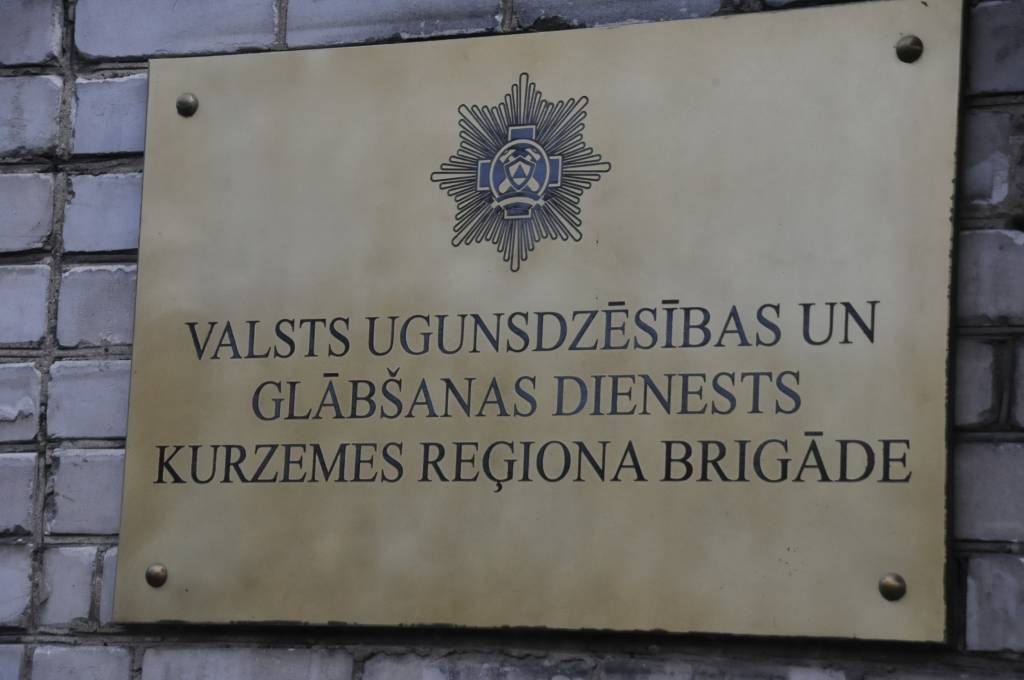 VALSTS UGUNSDZĒSĪBAS UN
GLĀBŠANAS DIENESTS
KURZEMES REĢIONA BRIGĀDE